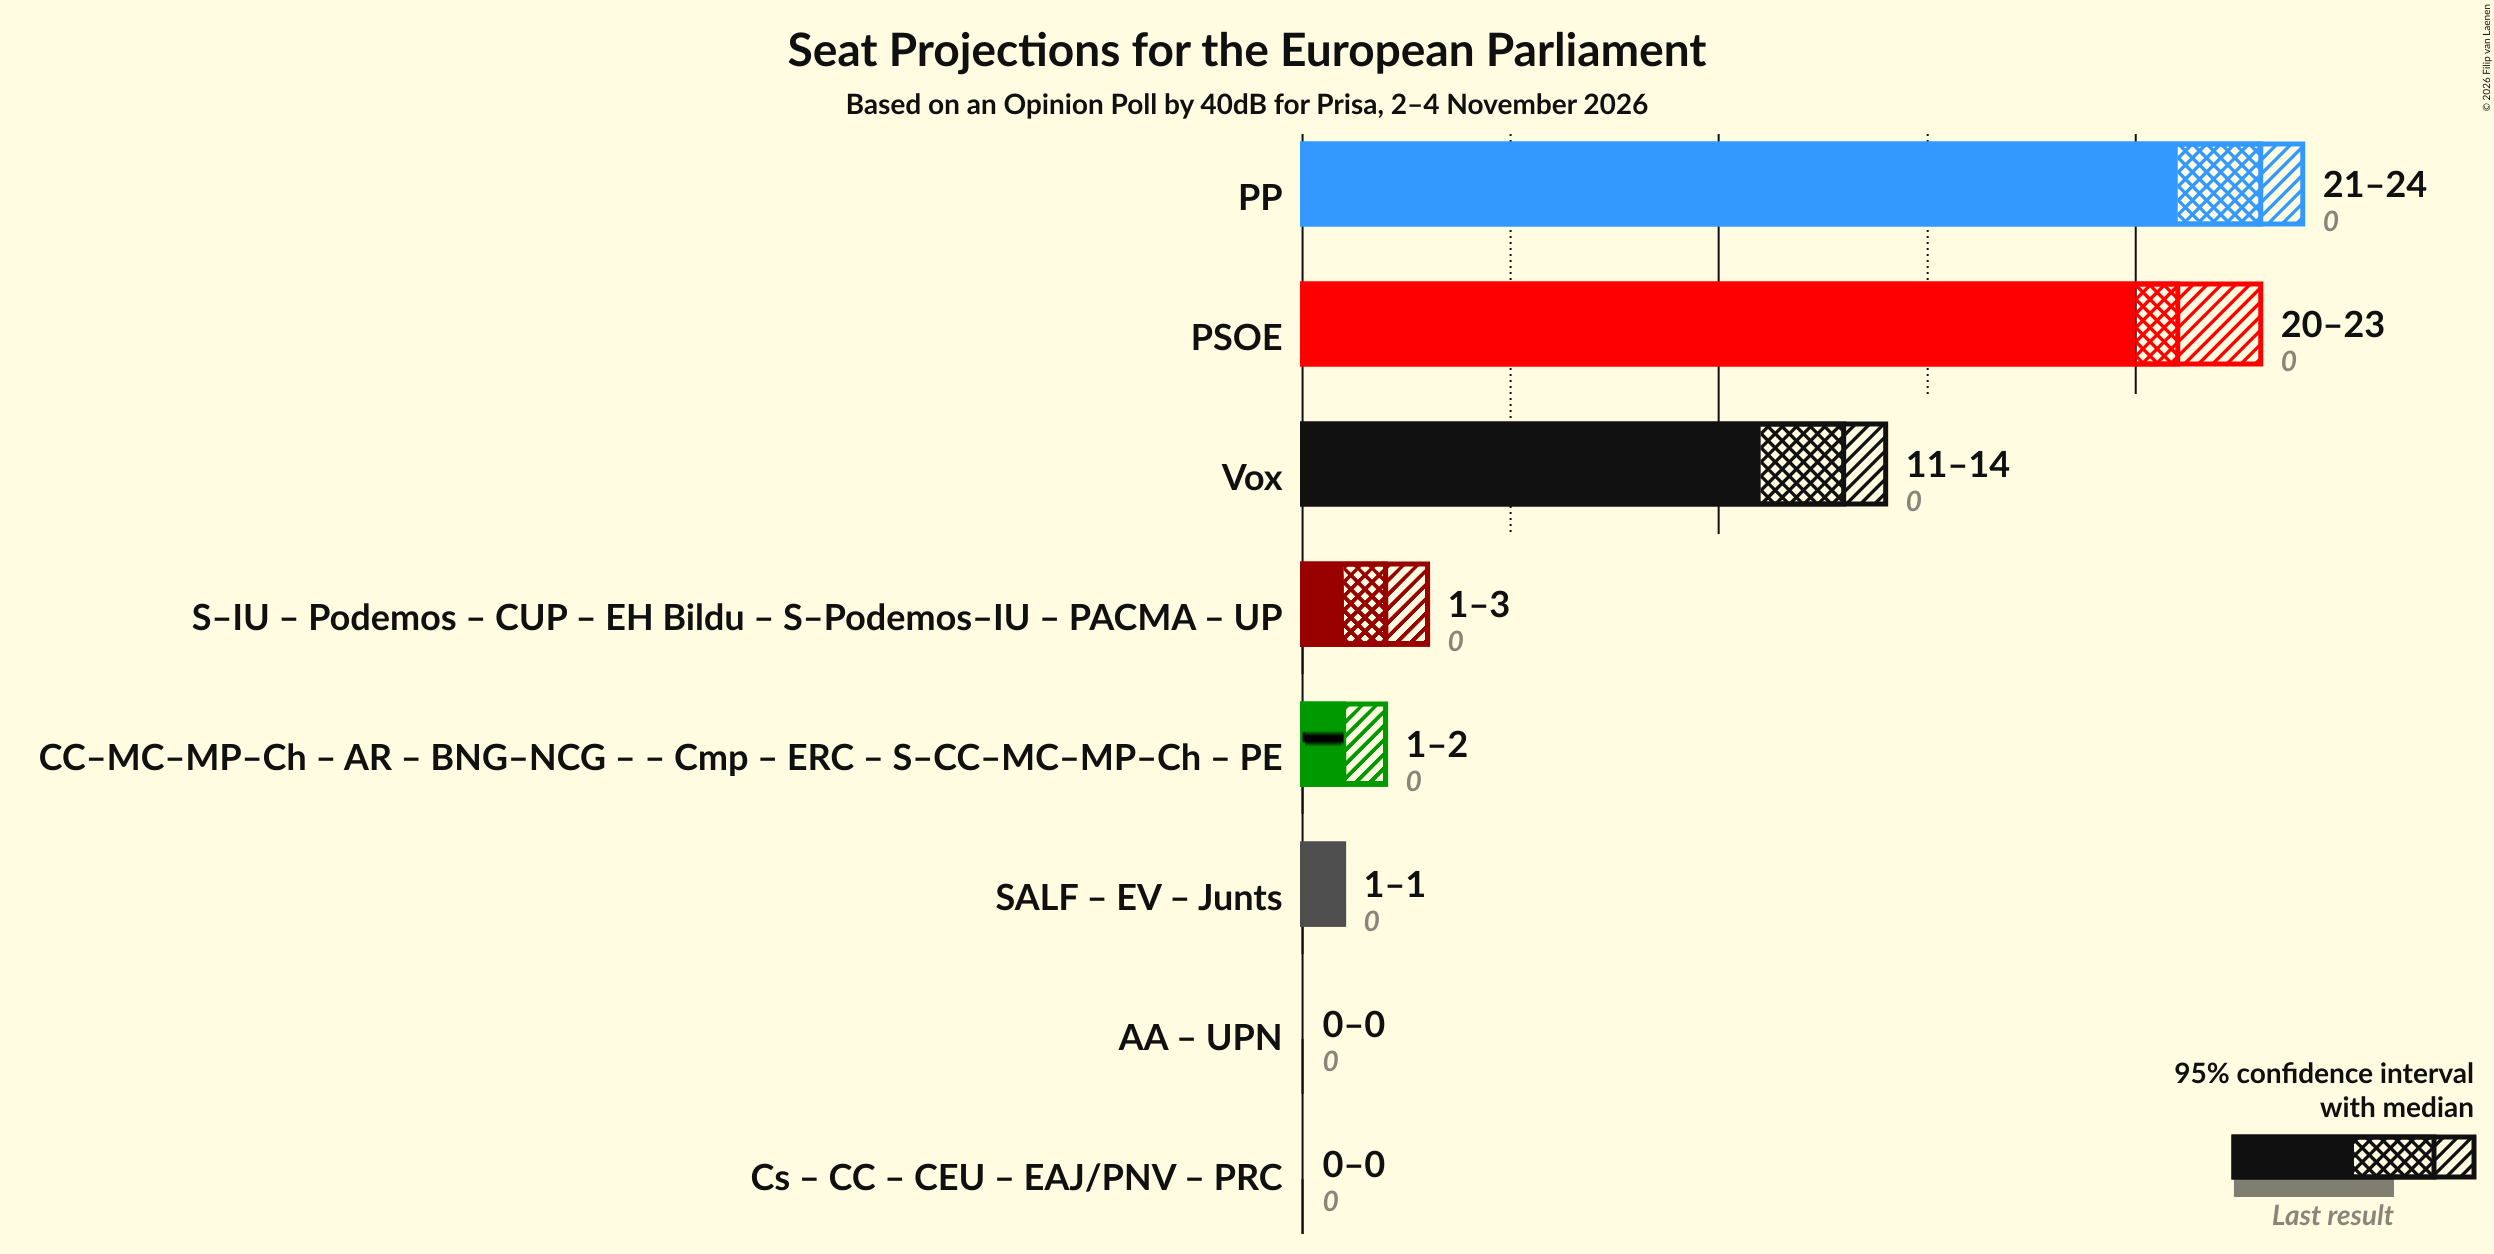 Seat Projections for the European Parliament
Based on an Opinion Poll by 40dB for Prisa, 2–4 November 2026
© 2026 Filip van Laenen
PP
21–24
0
PSOE
20–23
0
Vox
11–14
0
S–IU – Podemos – CUP – EH Bildu – S–Podemos–IU – PACMA – UP
1–3
0
CC–MC–MP–Ch – AR – BNG–NCG – – Cmp – ERC – S–CC–MC–MP–Ch – PE
1–2
0
SALF – EV – Junts
1–1
0
AA – UPN
0–0
0
Cs – CC – CEU – EAJ/PNV – PRC
0–0
0
95% confidence interval
with median
Last result